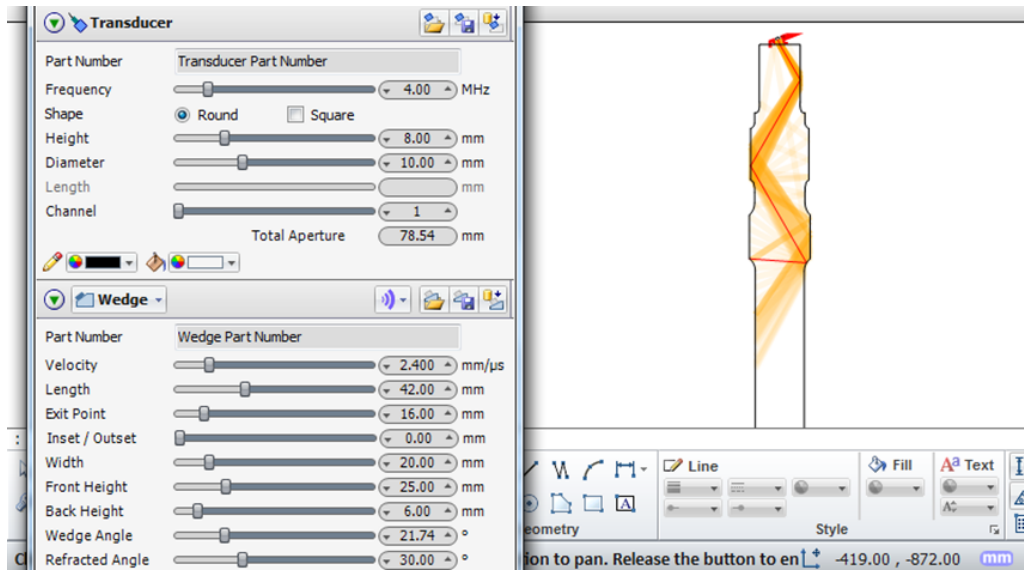 Transducer
Part Number Transducer Part Number
Frequency 4.00 MHz
Shape Round Square
Height 8.00 mm
Diameter 10.00 mm
Length mm
Channel 1
Total Aperture 78.54 mm
Wedge
Part Number Wedge Part Number
Velocity 2.400 mm/µs
Length 42.00 mm
Exit Point 16.00 mm
Inset / Outset 0.00 mm
Width 20.00 mm
Front Height 25.00 mm
Back Height 6.00 mm
Wedge Angle 21.74 °
Refracted Angle 30.00 °
:
Line Fill Aa Text
eometry Style
ion to pan. Release the button to en -419.00 , -872.00 mm